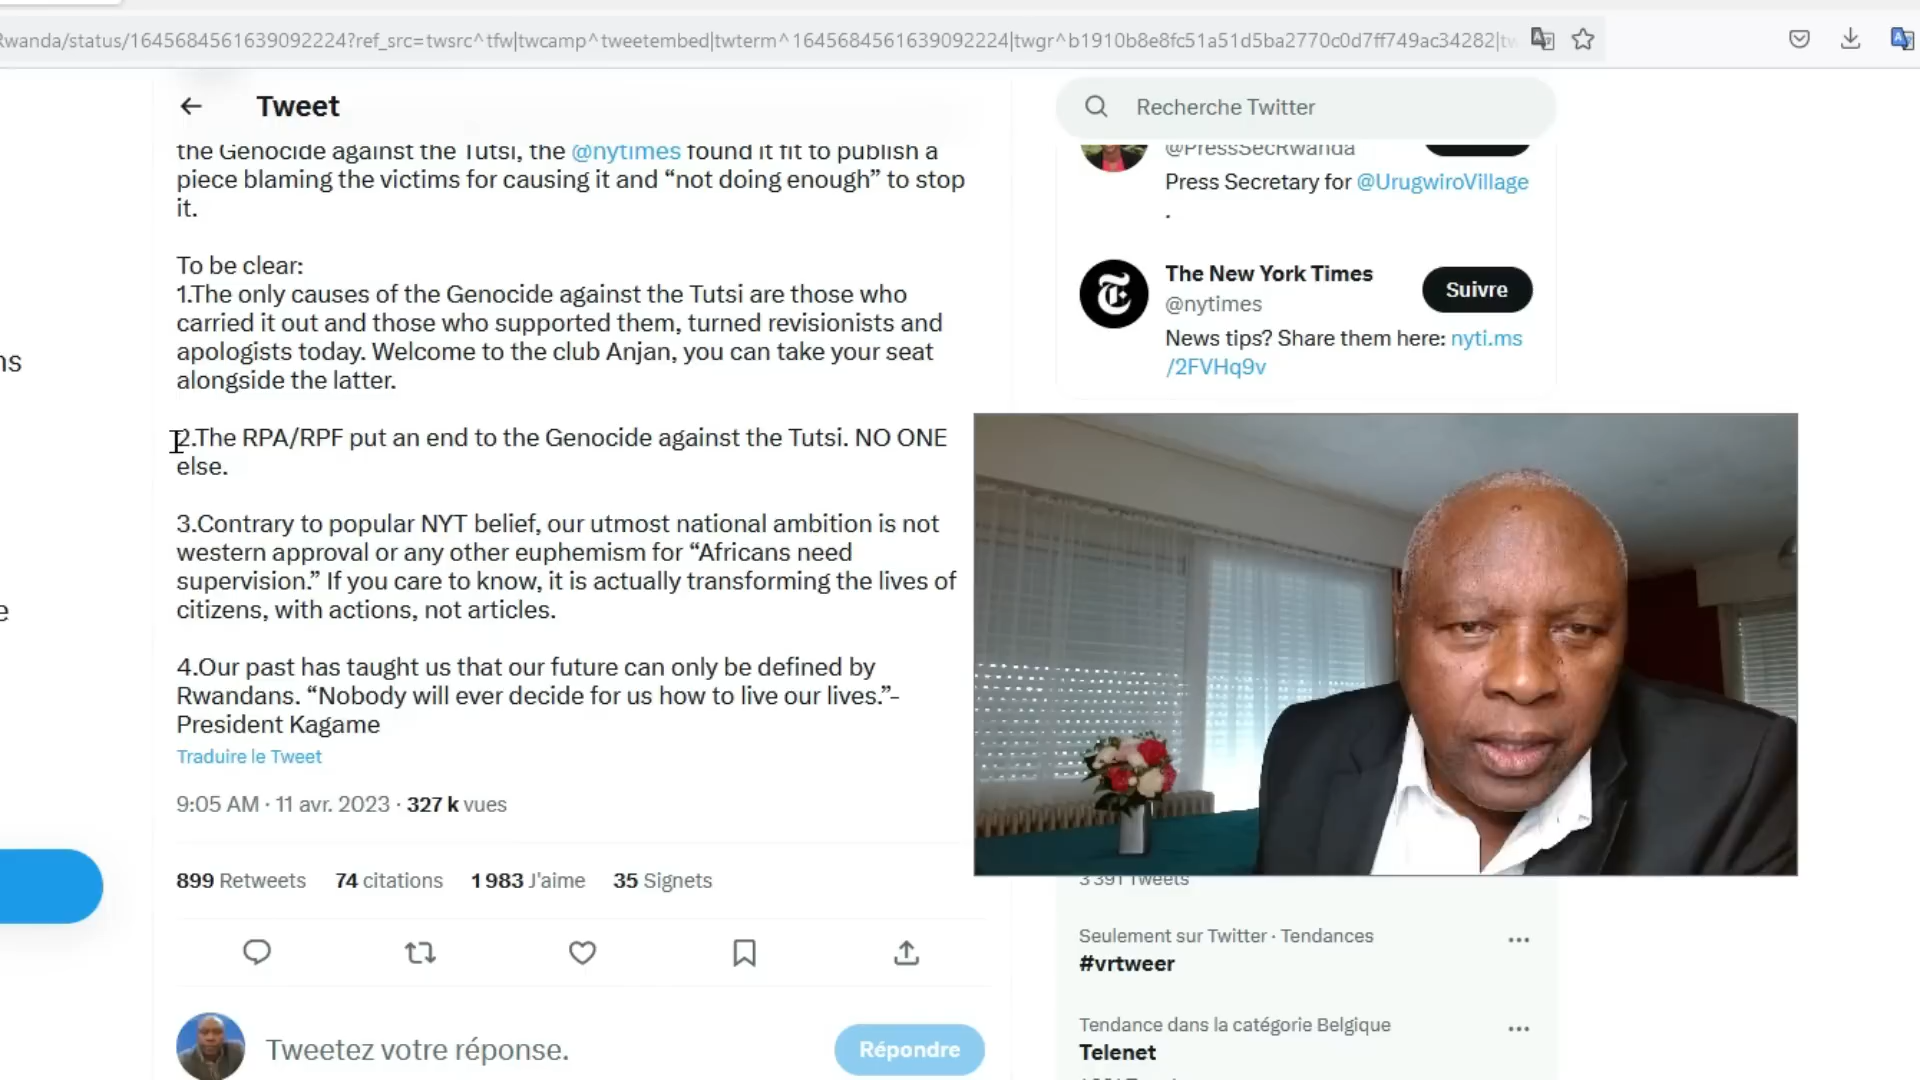 Rwanda/status/1645684561639092224?ref_src=twsrc^tfw|twcamp^tweetembed|twterm^1645684561639092224|twgr^b1910b8e8fc51a51d5ba2770c0d7ff749ac34282|
Tweet
the Genocide against the Tutsi, the @nytimes found it fit to publish a
piece blaming the victims for causing it and “not doing enough” to stop
it.
To be clear:
1.The only causes of the Genocide against the Tutsi are those who
carried it out and those who supported them, turned revisionists and
apologists today. Welcome to the club Anjan, you can take your seat
alongside the latter.
2.The RPA/RPF put an end to the Genocide against the Tutsi. NO ONE
else.
3.Contrary to popular NYT belief, our utmost national ambition is not
western approval or any other euphemism for “Africans need
supervision.” If you care to know, it is actually transforming the lives of
citizens, with actions, not articles.
4.Our past has taught us that our future can only be defined by
Rwandans. “Nobody will ever decide for us how to live our lives.”-
President Kagame
Traduire le Tweet
9:05 AM · 11 avr. 2023 · 327 k vues
899 Retweets 74 citations 1 983 J'aime 35 Signets
Tweetez votre réponse.
Répondre
Recherche Twitter
@PressSecRwanda
Press Secretary for @UrugwiroVillage
.
The New York Times
@nytimes
Suivre
News tips? Share them here: nyti.ms
/2FVHq9v
3 391 Tweets
Seulement sur Twitter · Tendances
#vrtweer
Tendance dans la catégorie Belgique
Telenet